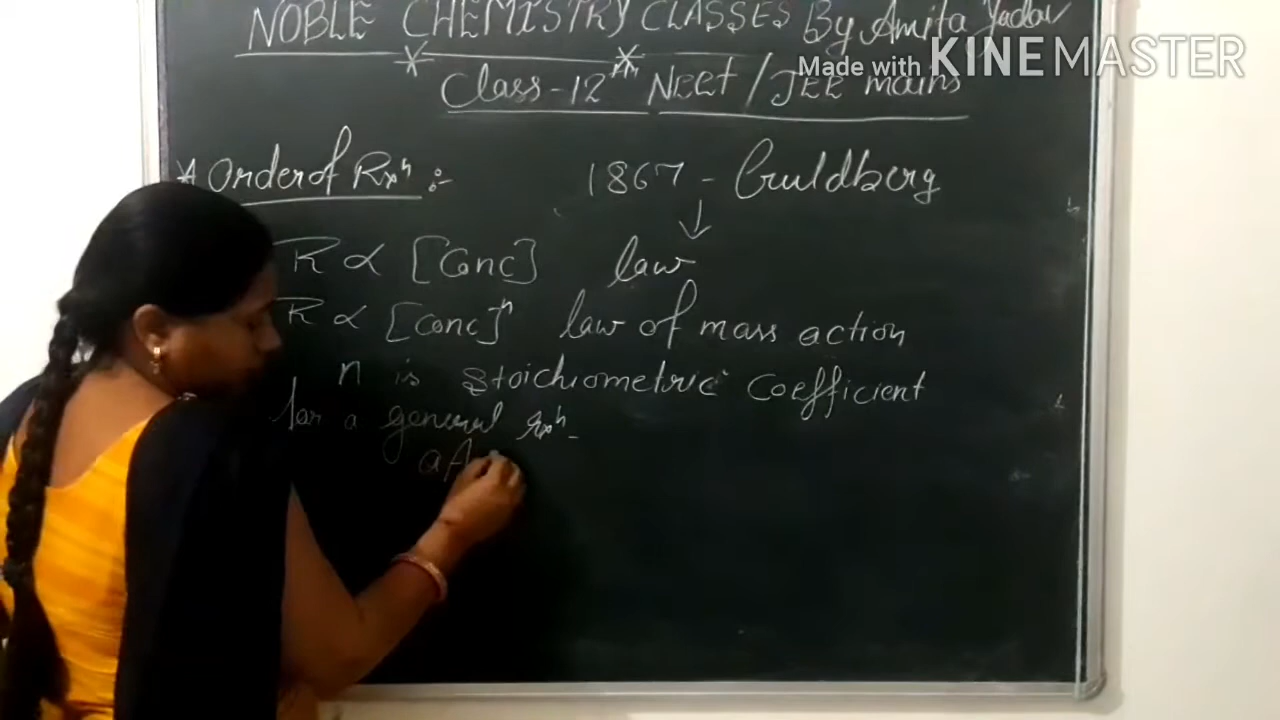 NOBLE CHEMISTRY CLASSES By Amita Yadav
Made with KINEMASTER
Class-12th NEET / JEE mains
* Order of Rxn :-
1867 - Guldberg
↓
R ∝ [Conc] law
R ∝ [Conc]^n law of mass action
n is stoichiometric coefficient
for a general rxn-
aA